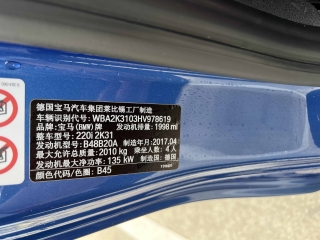 德国宝马汽车集团莱比锡工厂制造
车辆识别代号: WBA2K3103HV978619
品牌: 宝马(BMW)牌 发动机排量: 1998 ml
整车型号: 220i 2K31
发动机型号: B48B20A 制造年月: 2017.04
最大允许总质量: 2010 kg 乘坐人数: 4人
发动机最大净功率: 135 kW 制造国: 德国
颜色代码/色圈: B45